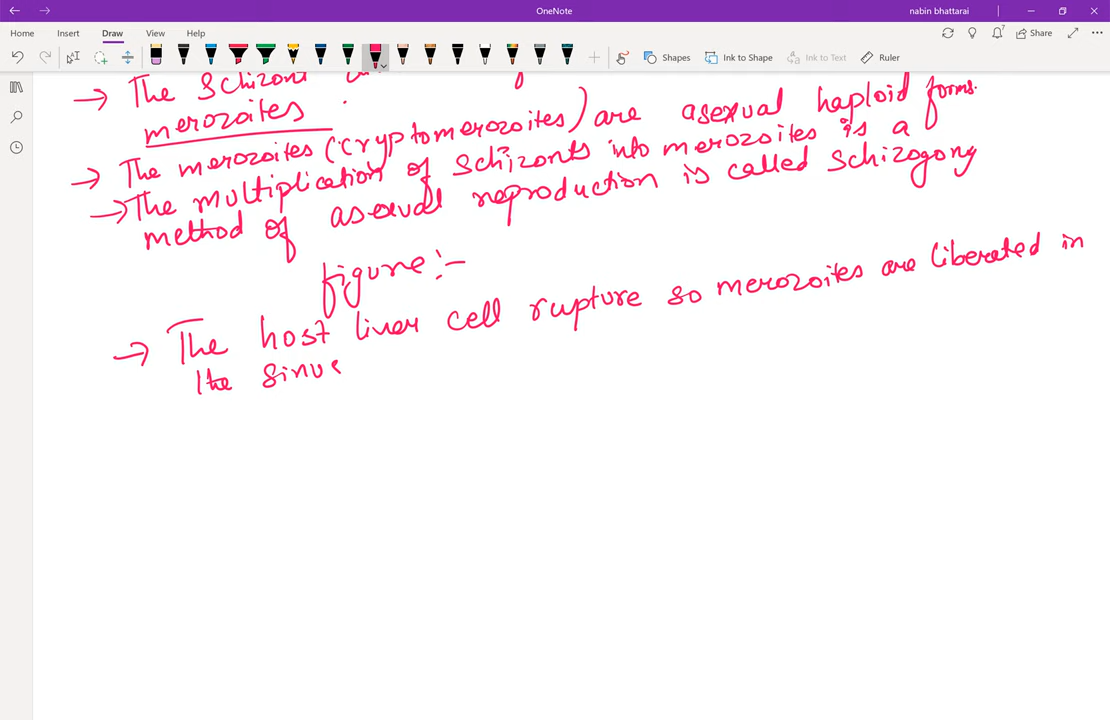 OneNote
nabin bhattarai
Home Insert Draw View Help
Share
Shapes Ink to Shape Ink to Text Ruler
→ The Schizont
merozoites
→ The merozoites (cryptomerozoites) are asexual haploid forms.
→ The multiplication of schizonts into merozoites is a
method of asexual reproduction is called schizogony
figure:-
→ The host liver cell rupture so merozoites are liberated in
the sinus